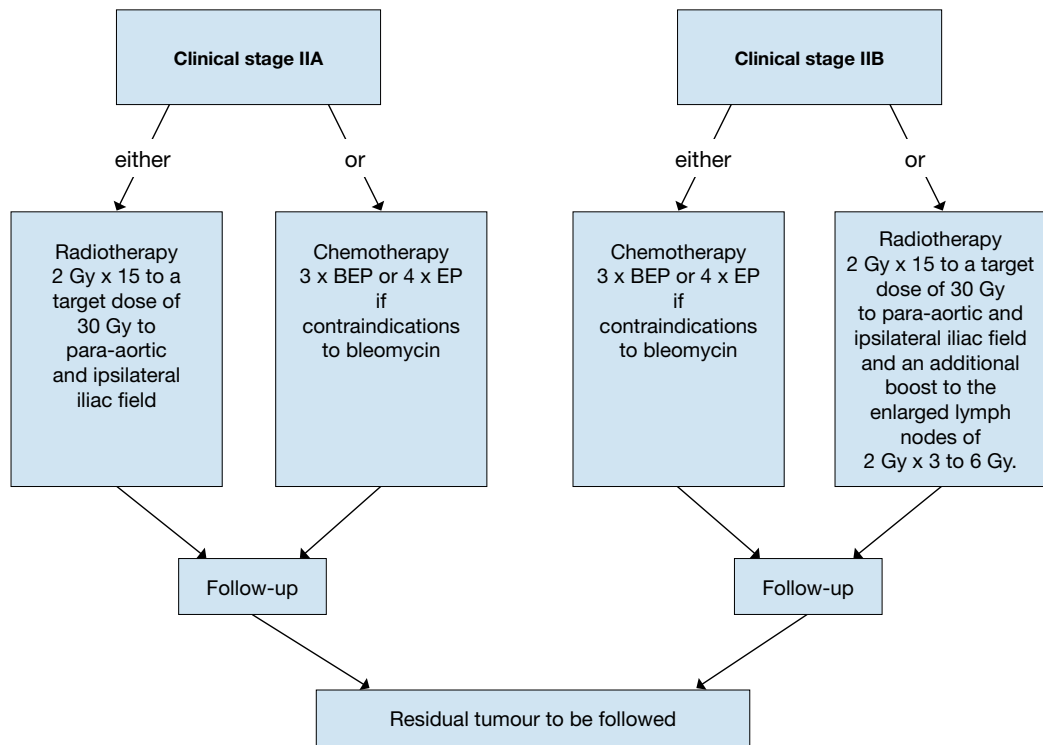 Clinical stage IIA
Clinical stage IIB
either
or
either
or
Radiotherapy
2 Gy x 15 to a
target dose of
30 Gy to
para-aortic
and ipsilateral
iliac field
Chemotherapy
3 x BEP or 4 x EP
if
contraindications
to bleomycin
Chemotherapy
3 x BEP or 4 x EP
if
contraindications
to bleomycin
Radiotherapy
2 Gy x 15 to a target
dose of 30 Gy
to para-aortic and
ipsilateral iliac field
and an additional
boost to the
enlarged lymph
nodes of
2 Gy x 3 to 6 Gy.
Follow-up
Follow-up
Residual tumour to be followed